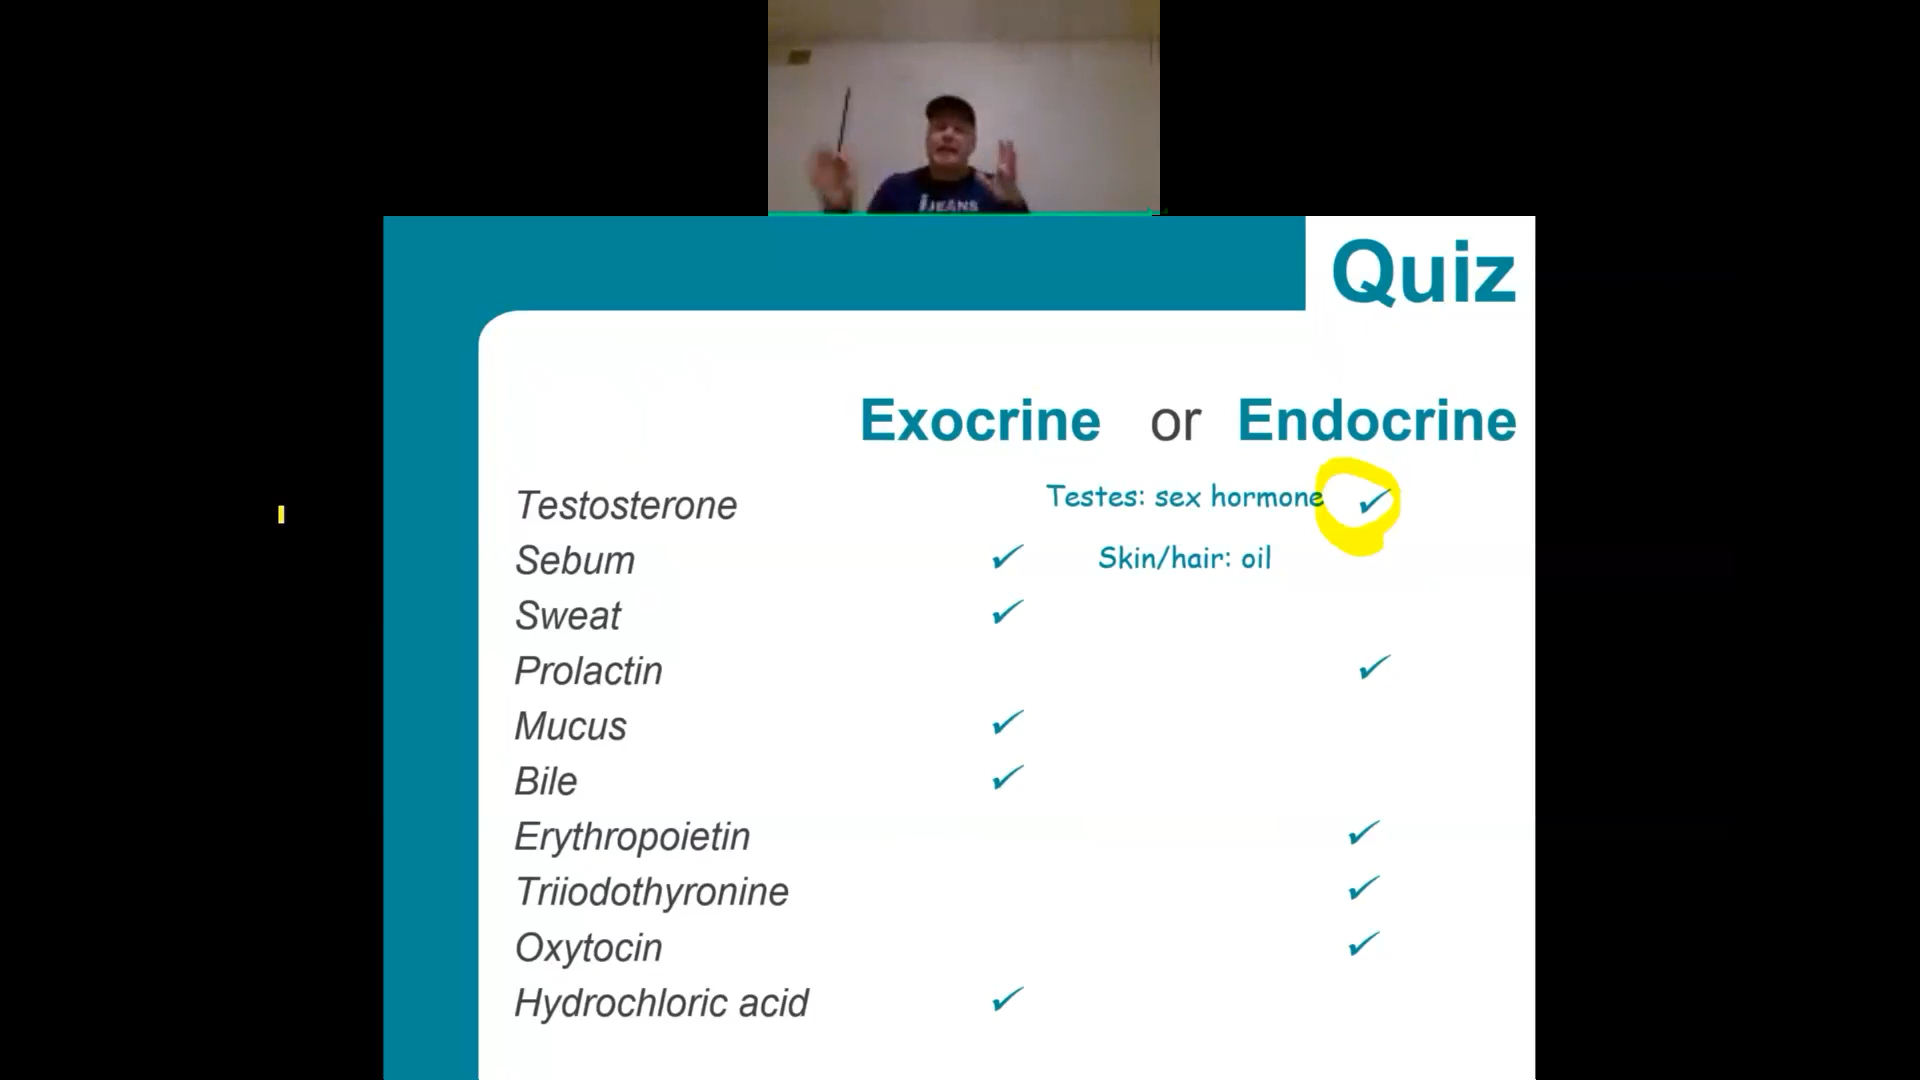 JEANS
Quiz
Exocrine or Endocrine
Testosterone Testes: sex hormone ✓
Sebum ✓ Skin/hair: oil
Sweat ✓
Prolactin ✓
Mucus ✓
Bile ✓
Erythropoietin ✓
Triiodothyronine ✓
Oxytocin ✓
Hydrochloric acid ✓